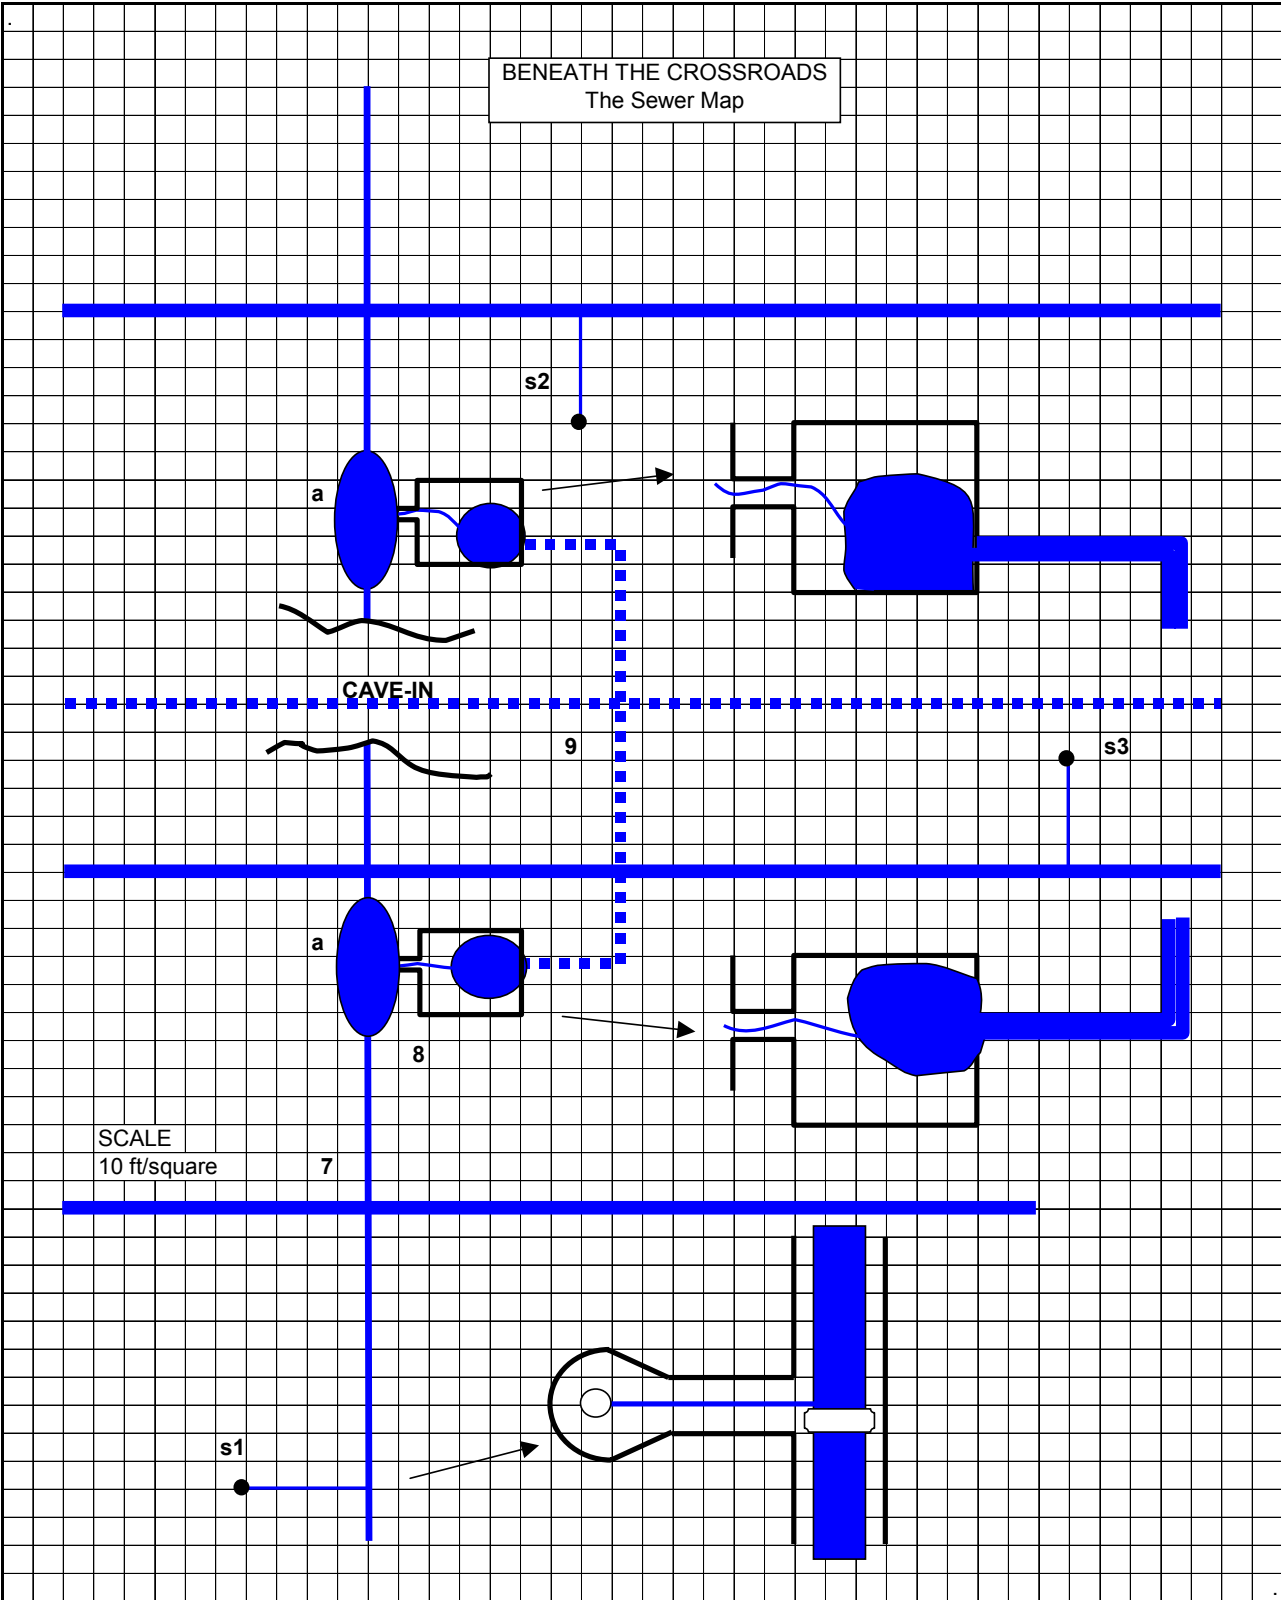 BENEATH THE CROSSROADS
The Sewer Map
s2
a
CAVE-IN
9
s3
a
8
SCALE
10 ft/square
7
s1